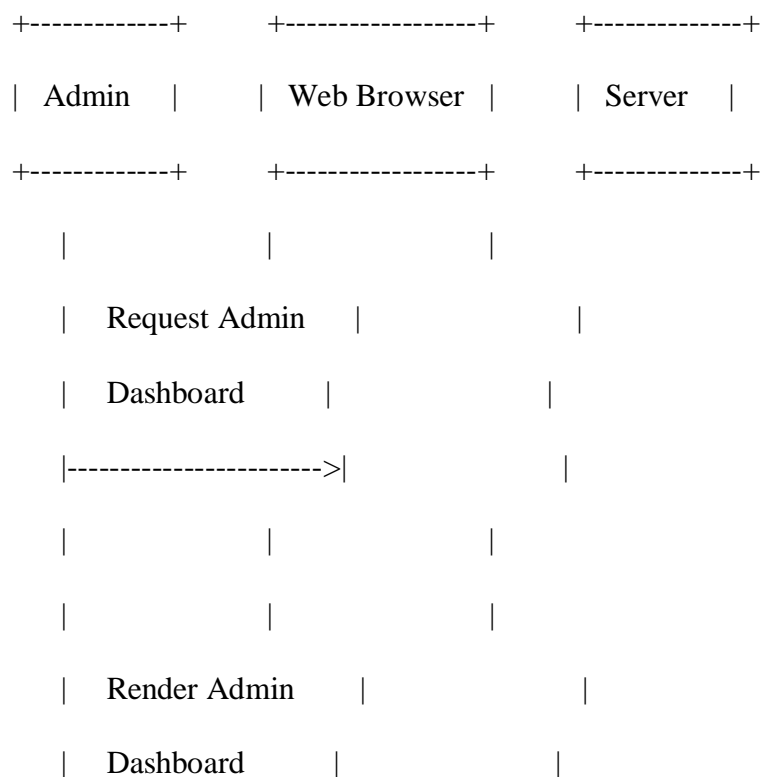 +-------------+ +------------------+ +--------------+
| Admin | | Web Browser | | Server |
+-------------+ +------------------+ +--------------+
| | |
| Request Admin | |
| Dashboard | |
|------------------------>| |
| | |
| | |
| Render Admin | |
| Dashboard | |